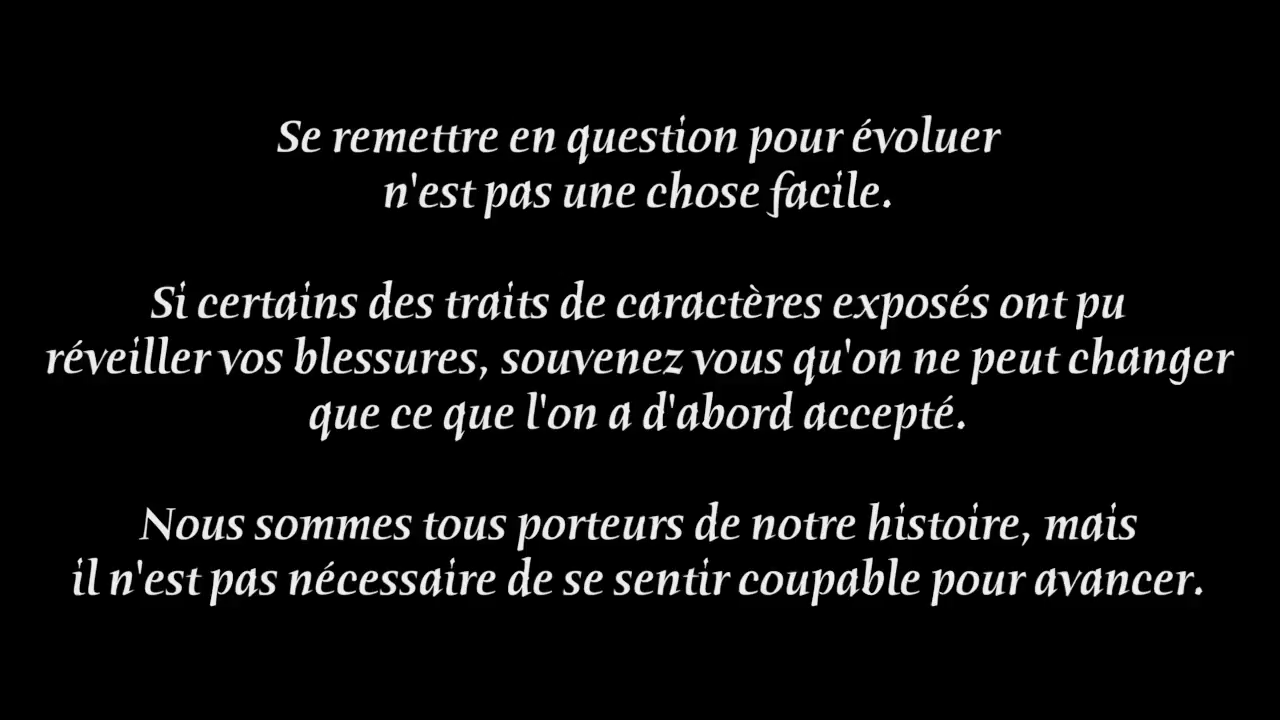 Se remettre en question pour évoluer
n'est pas une chose facile.
Si certains des traits de caractères exposés ont pu
réveiller vos blessures, souvenez vous qu'on ne peut changer
que ce que l'on a d'abord accepté.
Nous sommes tous porteurs de notre histoire, mais
il n'est pas nécessaire de se sentir coupable pour avancer.